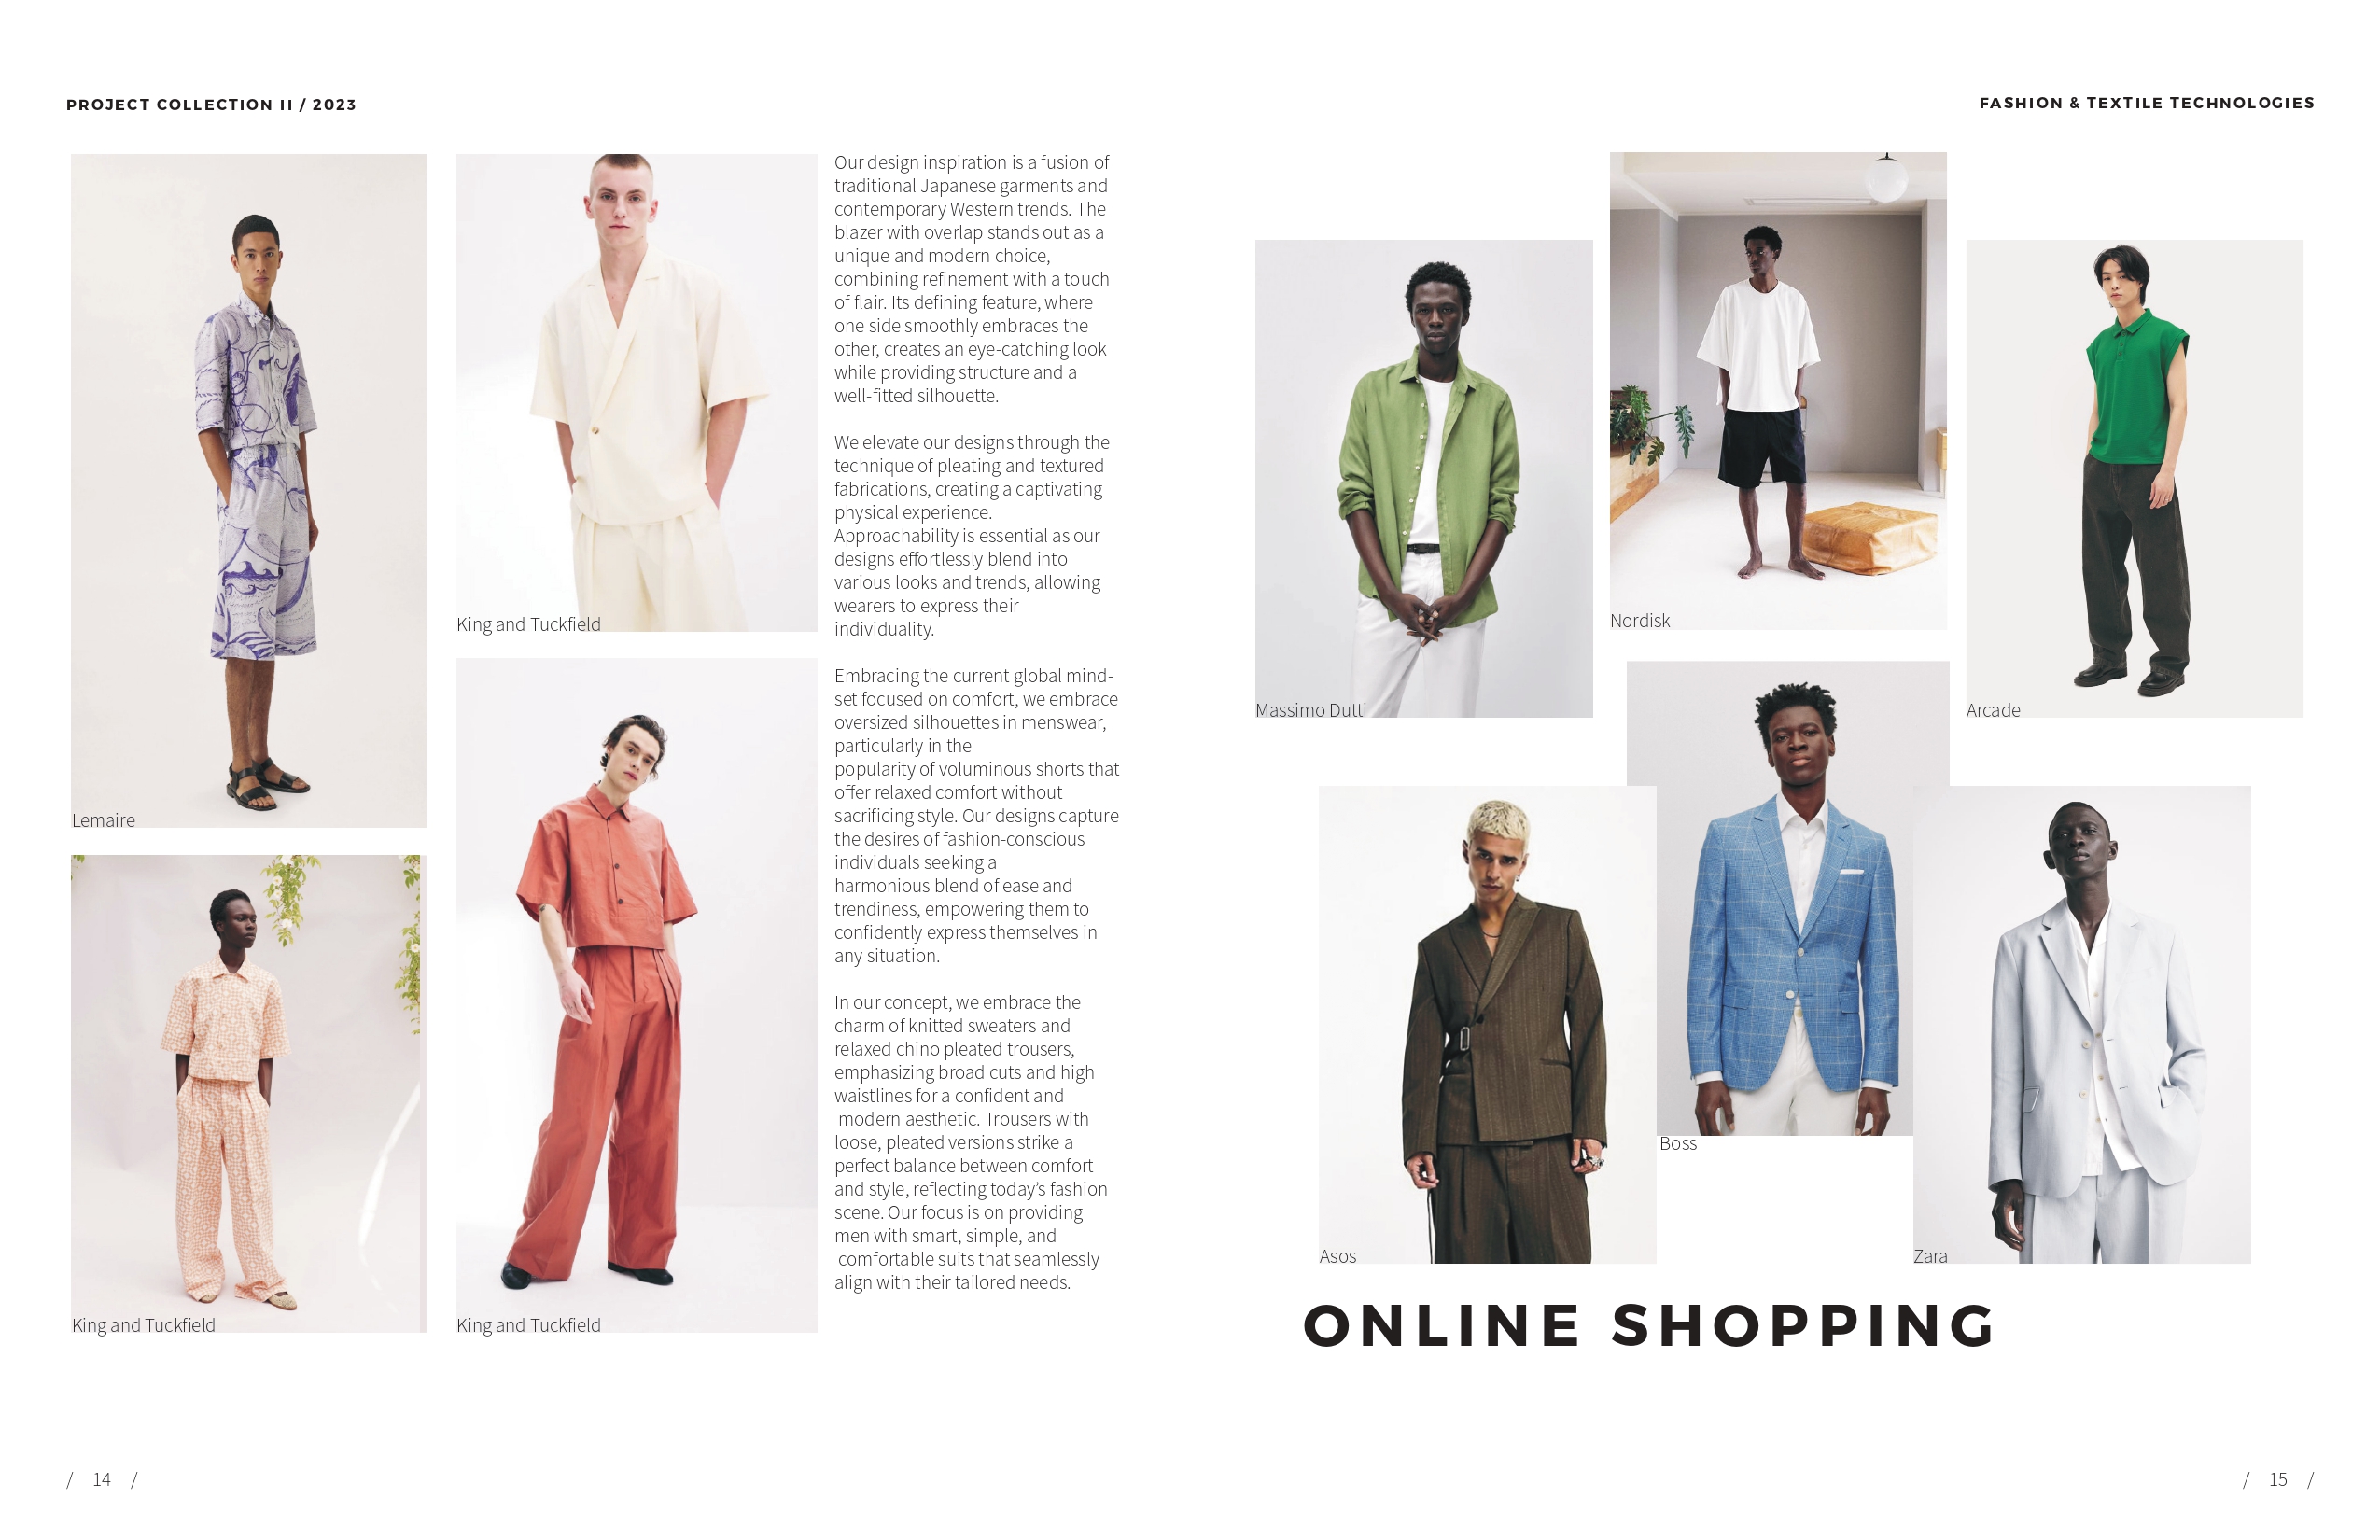 PROJECT COLLECTION II / 2023
FASHION & TEXTILE TECHNOLOGIES
Lemaire
King and Tuckfield
King and Tuckfield
King and Tuckfield
Our design inspiration is a fusion of
traditional Japanese garments and
contemporary Western trends. The
blazer with overlap stands out as a
unique and modern choice,
combining refinement with a touch
of flair. Its defining feature, where
one side smoothly embraces the
other, creates an eye-catching look
while providing structure and a
well-fitted silhouette.
We elevate our designs through the
technique of pleating and textured
fabrications, creating a captivating
physical experience.
Approachability is essential as our
designs effortlessly blend into
various looks and trends, allowing
wearers to express their
individuality.
Embracing the current global mind-
set focused on comfort, we embrace
oversized silhouettes in menswear,
particularly in the
popularity of voluminous shorts that
offer relaxed comfort without
sacrificing style. Our designs capture
the desires of fashion-conscious
individuals seeking a
harmonious blend of ease and
trendiness, empowering them to
confidently express themselves in
any situation.
In our concept, we embrace the
charm of knitted sweaters and
relaxed chino pleated trousers,
emphasizing broad cuts and high
waistlines for a confident and
modern aesthetic. Trousers with
loose, pleated versions strike a
perfect balance between comfort
and style, reflecting today’s fashion
scene. Our focus is on providing
men with smart, simple, and
comfortable suits that seamlessly
align with their tailored needs.
Massimo Dutti
Nordisk
Arcade
Asos
Boss
Zara
ONLINE SHOPPING
/ 14 /
/ 15 /